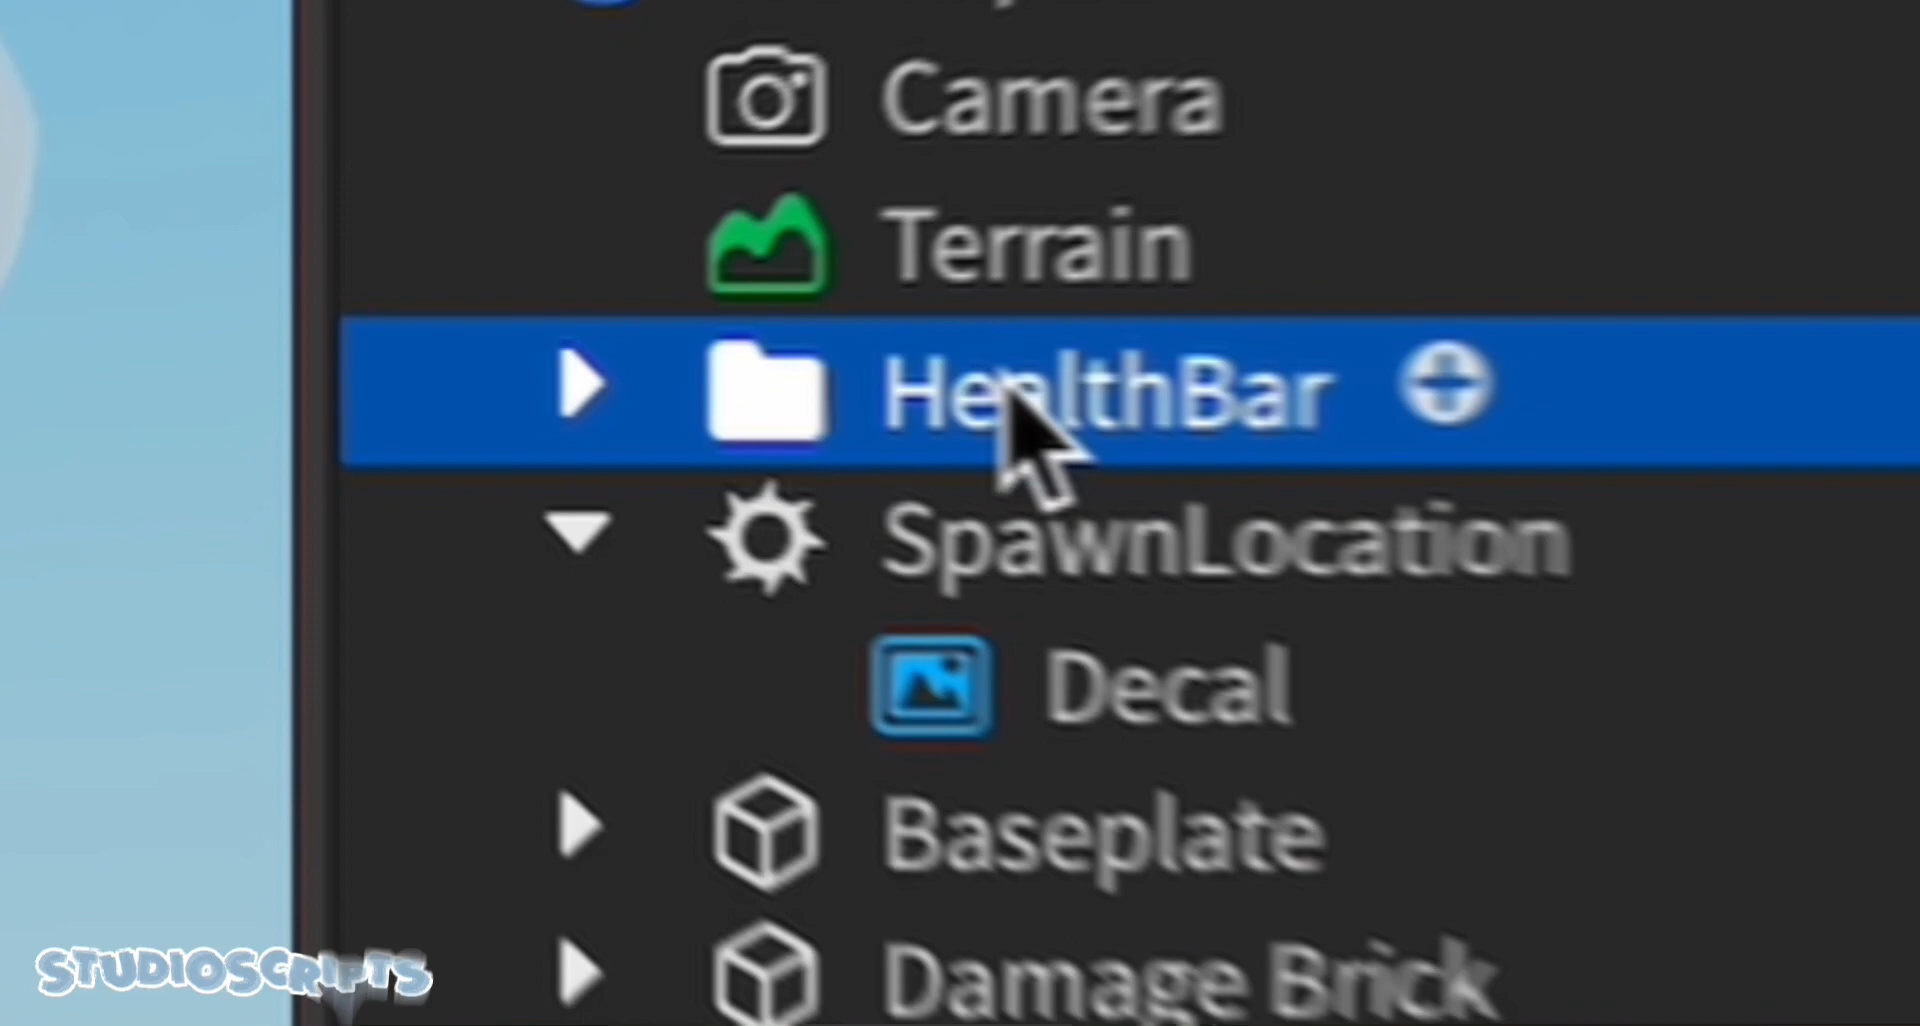 Camera
Terrain
HealthBar
SpawnLocation
Decal
Baseplate
Damage Brick
STUDIOSCRIPTS